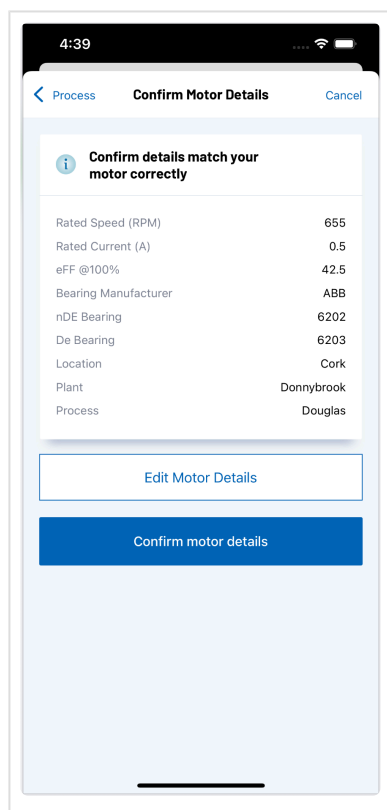 4:39
Process Confirm Motor Details Cancel
i Confirm details match your
motor correctly
Rated Speed (RPM) 655
Rated Current (A) 0.5
eFF @100% 42.5
Bearing Manufacturer ABB
nDE Bearing 6202
De Bearing 6203
Location Cork
Plant Donnybrook
Process Douglas
Edit Motor Details
Confirm motor details